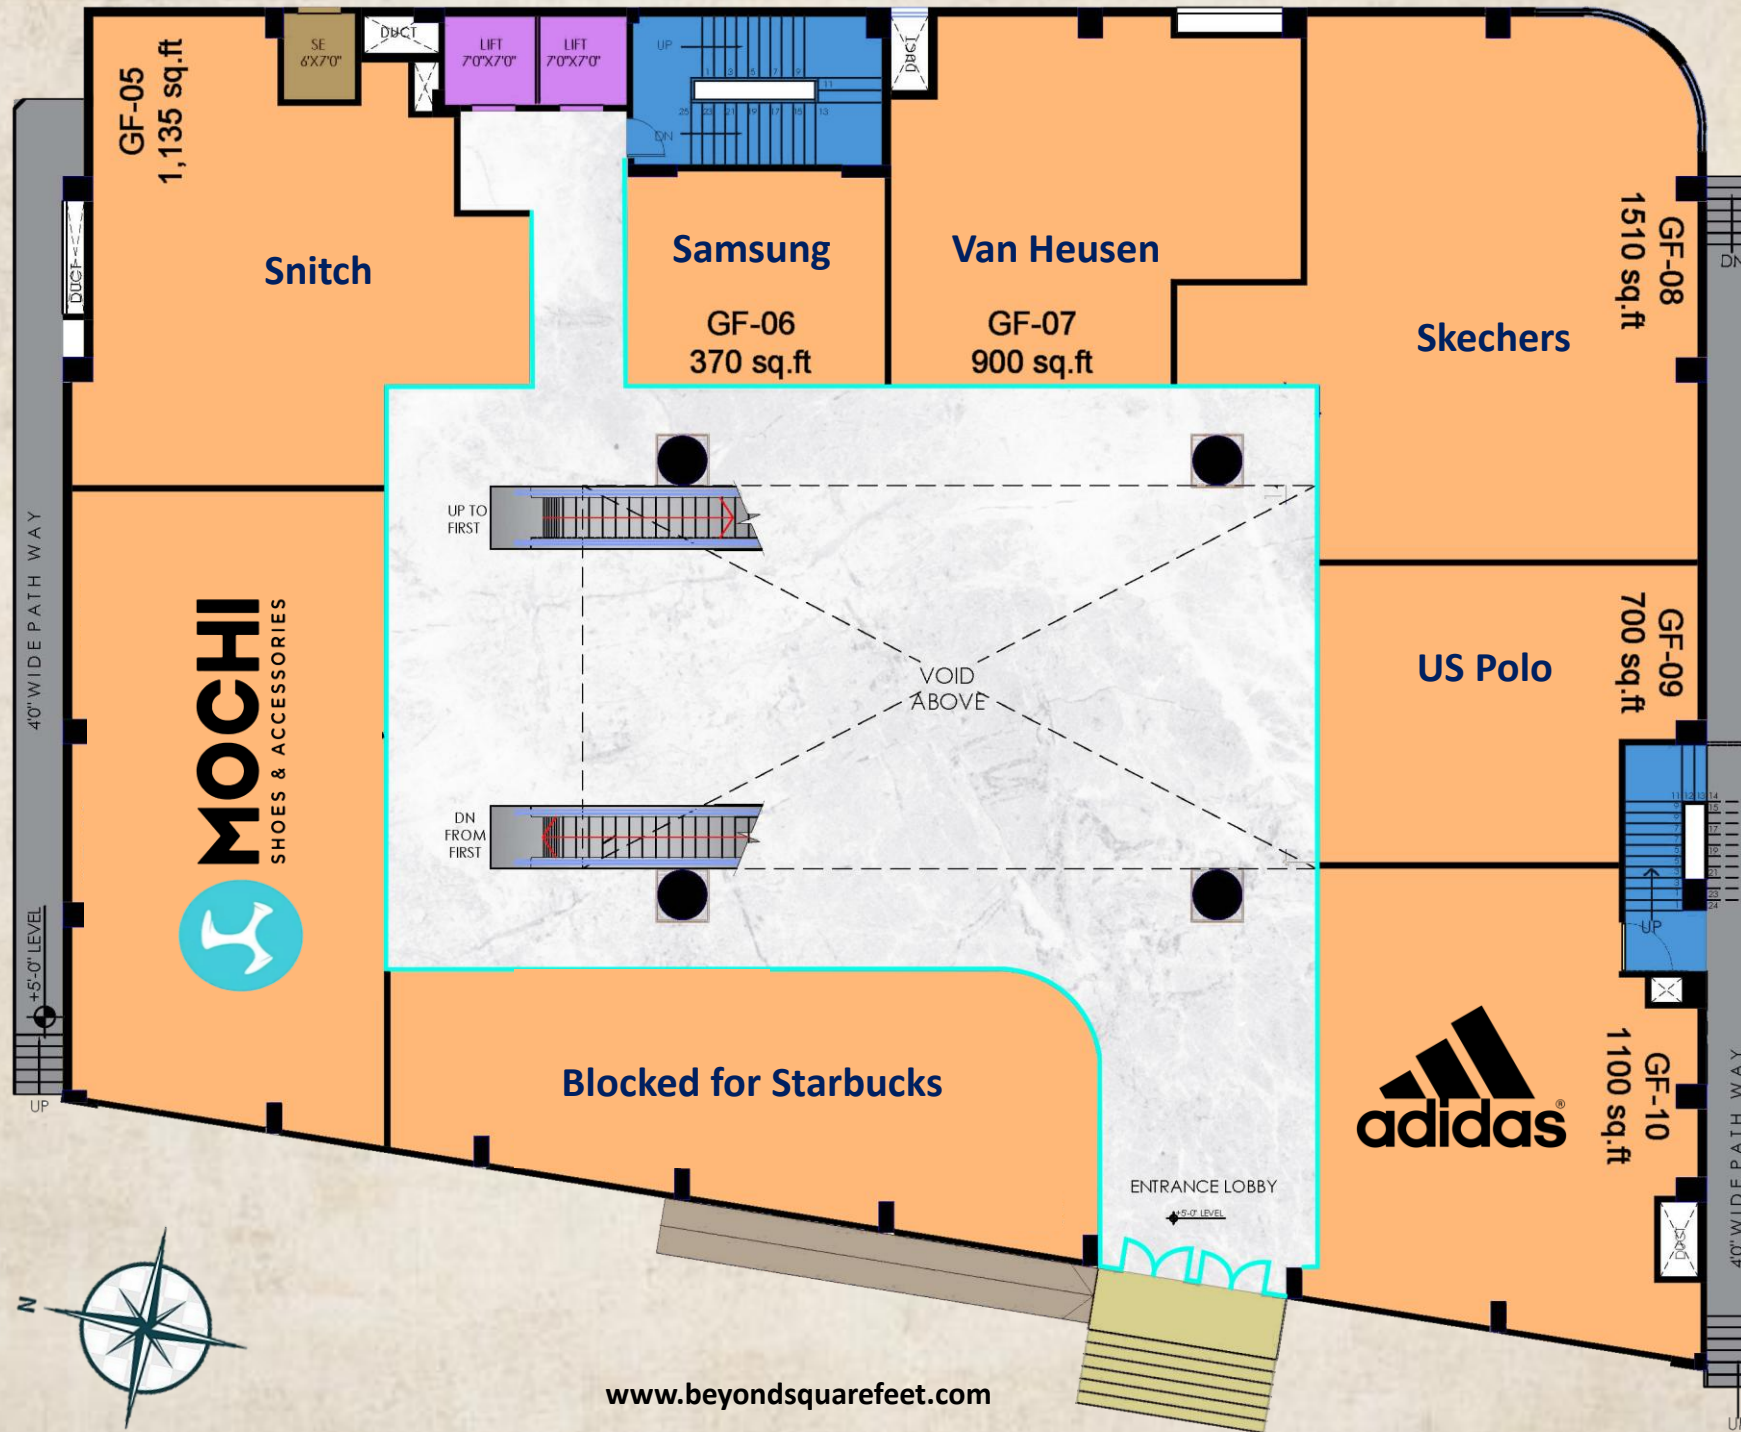 GF-05
1,135 sq.ft
SE
6'X7'0"
DUCT
LIFT
7'0"X7'0"
LIFT
7'0"X7'0"
UP
DN
DUCT
Snitch
Samsung
GF-06
370 sq.ft
Van Heusen
GF-07
900 sq.ft
Skechers
GF-08
1510 sq.ft
DN
DUCT
UP TO
FIRST
VOID
ABOVE
DN
FROM
FIRST
US Polo
GF-09
700 sq.ft
UP
MOCHI
SHOES & ACCESSORIES
4'0" WIDE PATH WAY
+5'-0" LEVEL
UP
Blocked for Starbucks
adidas®
GF-10
1100 sq.ft
DUCT
4'0" WIDE PATH WAY
ENTRANCE LOBBY
+5'-0" LEVEL
N
www.beyondsquarefeet.com